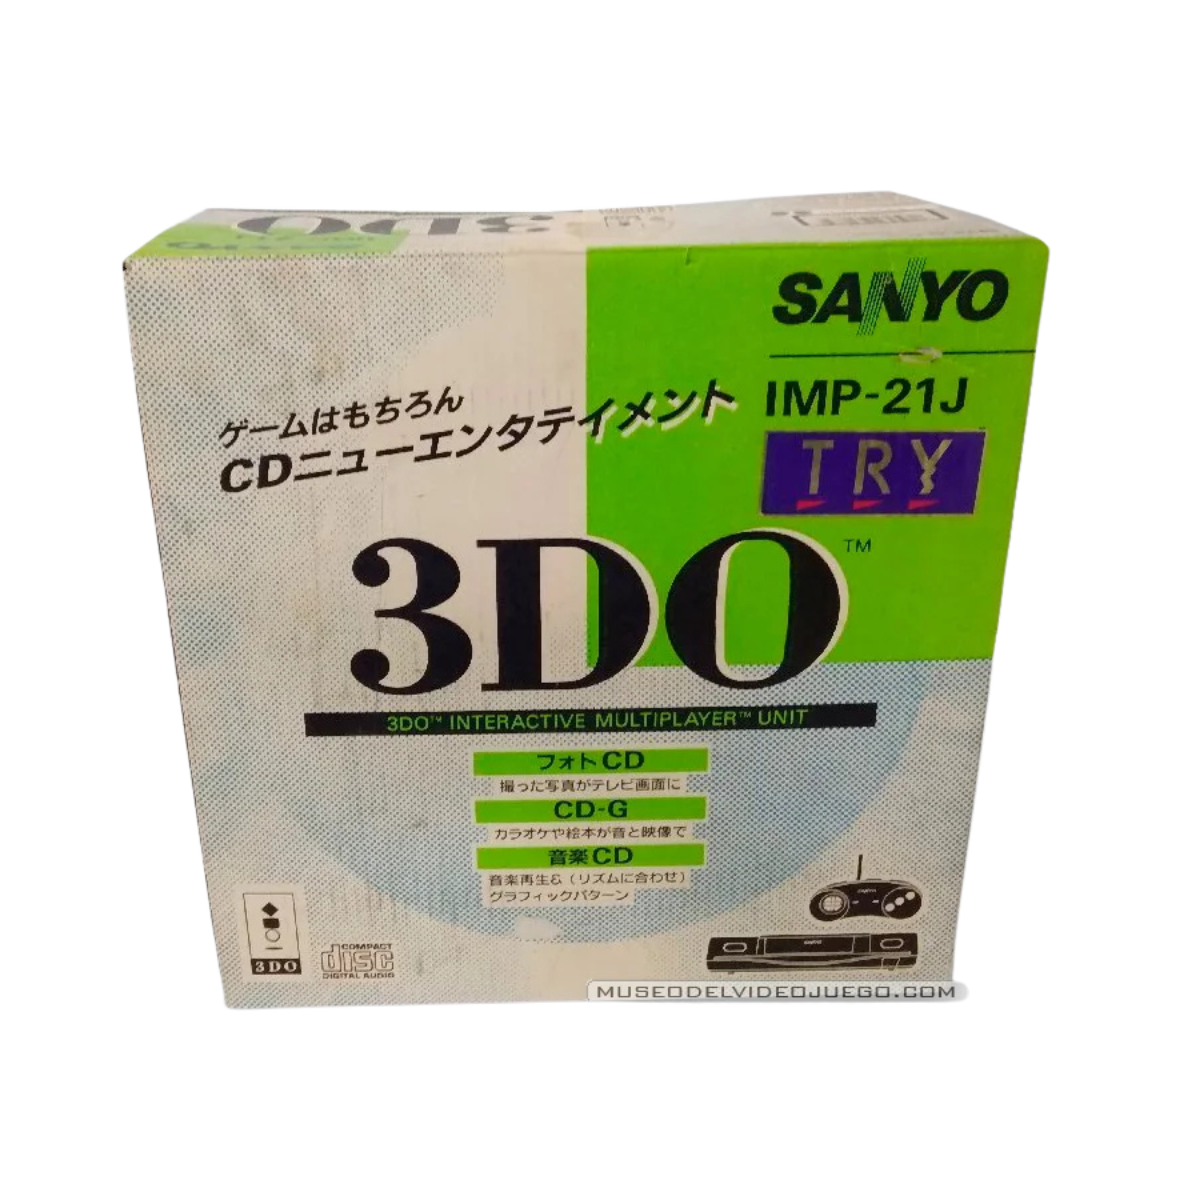 3DO
SANYO
IMP-21J
TRY
ゲームはもちろん
CDニューエンタテイメント
3DO™
3DO™ INTERACTIVE MULTIPLAYER™ UNIT
フォトCD
撮った写真がテレビ画面に
CD-G
カラオケや絵本が音と映像で
音楽CD
音楽再生&(リズムに合わせ)
グラフィックパターン
SANYO
SANYO
3DO
COMPACT
disc
DIGITAL AUDIO
MUSEODELVIDEOJUEGO.COM